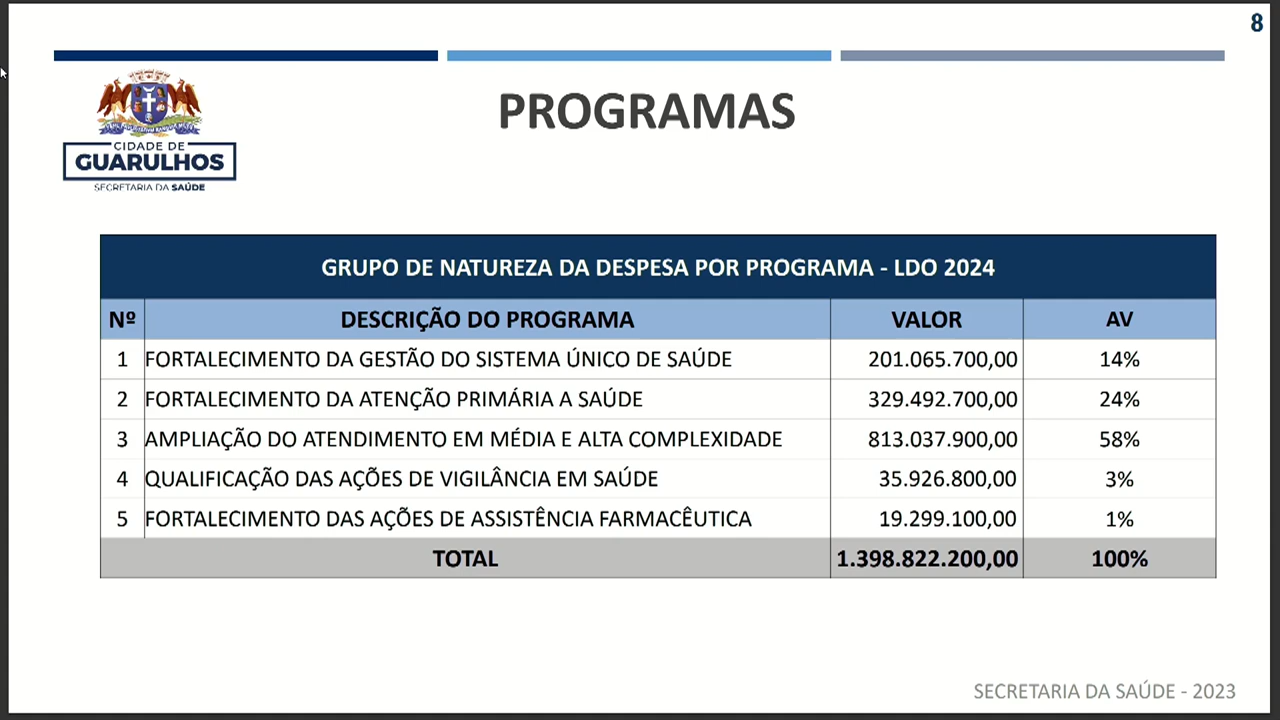 8
PROGRAMAS
CIDADE DE
GUARULHOS
SECRETARIA DA SAÚDE
GRUPO DE NATUREZA DA DESPESA POR PROGRAMA - LDO 2024
Nº DESCRIÇÃO DO PROGRAMA VALOR AV
1 FORTALECIMENTO DA GESTÃO DO SISTEMA ÚNICO DE SAÚDE 201.065.700,00 14%
2 FORTALECIMENTO DA ATENÇÃO PRIMÁRIA A SAÚDE 329.492.700,00 24%
3 AMPLIAÇÃO DO ATENDIMENTO EM MÉDIA E ALTA COMPLEXIDADE 813.037.900,00 58%
4 QUALIFICAÇÃO DAS AÇÕES DE VIGILÂNCIA EM SAÚDE 35.926.800,00 3%
5 FORTALECIMENTO DAS AÇÕES DE ASSISTÊNCIA FARMACÊUTICA 19.299.100,00 1%
TOTAL 1.398.822.200,00 100%
SECRETARIA DA SAÚDE - 2023